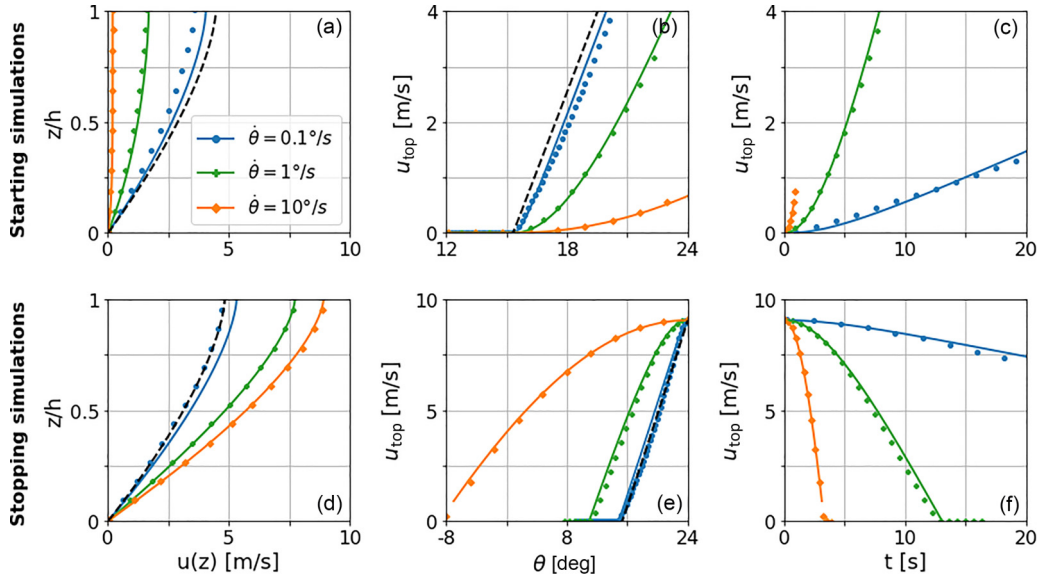 Starting simulations
z/h
1
0.5
0
0
5
10
(a)
θ̇ = 0.1°/s
θ̇ = 1°/s
θ̇ = 10°/s
u_top [m/s]
4
2
0
12
18
24
(b)
u_top [m/s]
4
2
0
0
10
20
(c)
Stopping simulations
z/h
1
0.5
0
0
5
10
u(z) [m/s]
(d)
u_top [m/s]
10
5
0
-8
8
24
θ [deg]
(e)
u_top [m/s]
10
5
0
0
10
20
t [s]
(f)